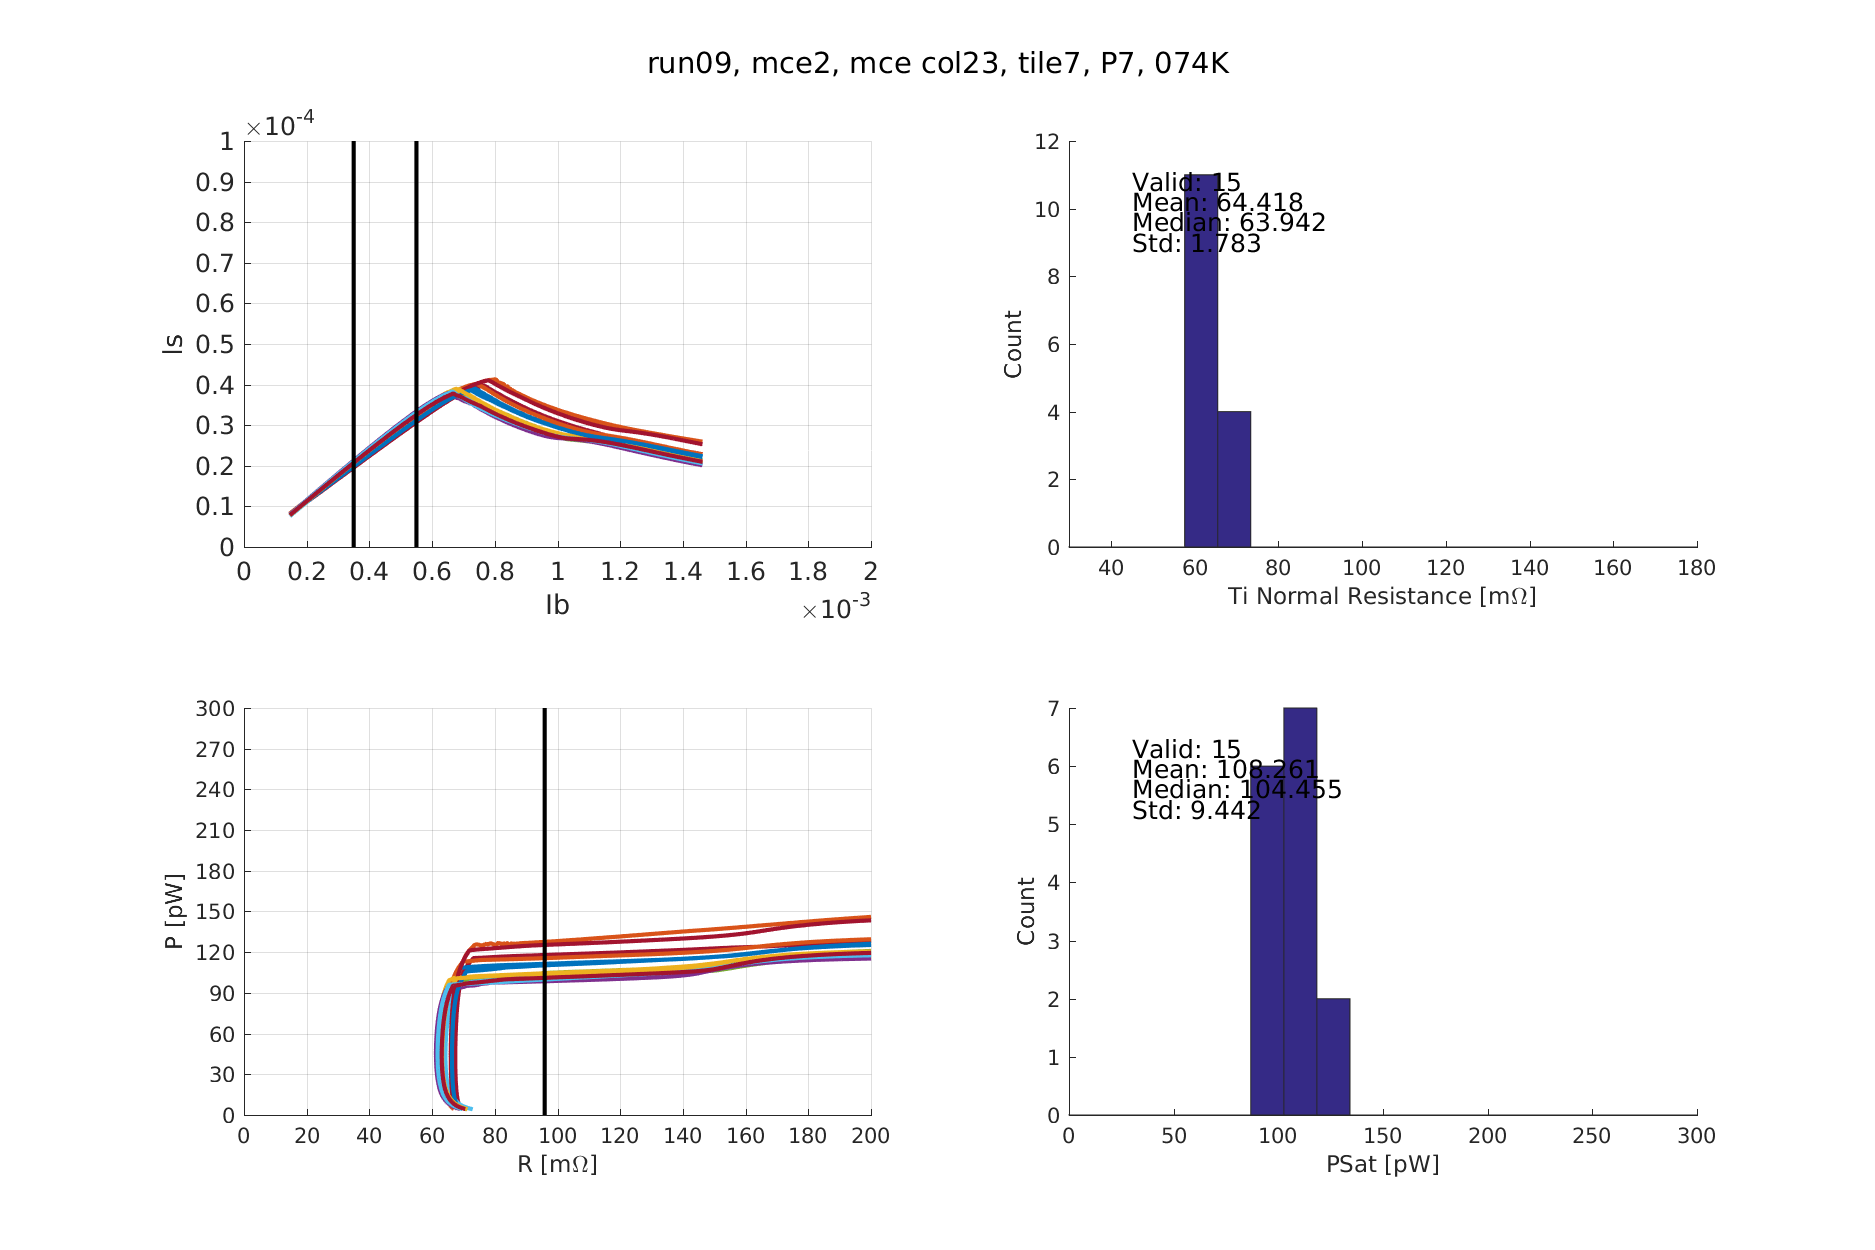 run09, mce2, mce col23, tile7, P7, 074K
×10-4
1
0.9
0.8
0.7
0.6
0.5
0.4
0.3
0.2
0.1
0
Is
0 0.2 0.4 0.6 0.8 1 1.2 1.4 1.6 1.8 2
Ib
×10-3
12
10
8
6
4
2
0
Count
Valid: 15
Mean: 64.418
Median: 63.942
Std: 1.783
40 60 80 100 120 140 160 180
Ti Normal Resistance [mΩ]
300
270
240
210
180
150
120
90
60
30
0
P [pW]
0 20 40 60 80 100 120 140 160 180 200
R [mΩ]
7
6
5
4
3
2
1
0
Count
Valid: 15
Mean: 108.261
Median: 104.455
Std: 9.442
0 50 100 150 200 250 300
PSat [pW]